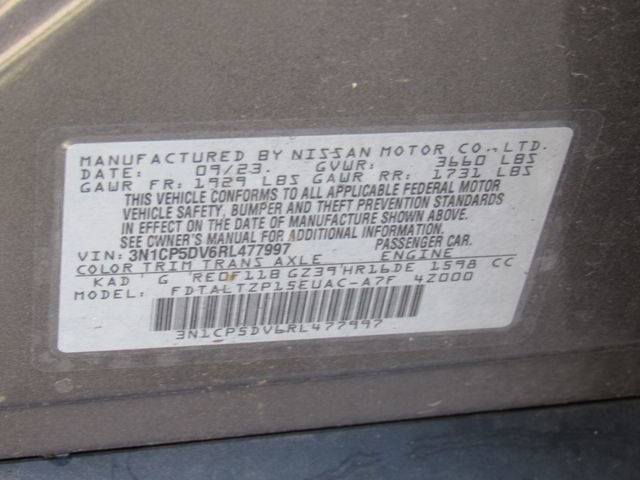 MANUFACTURED BY NISSAN MOTOR CO., LTD.
DATE: 09/23. GVWR: 3660 LBS
GAWR FR: 1929 LBS GAWR RR: 1731 LBS
THIS VEHICLE CONFORMS TO ALL APPLICABLE FEDERAL MOTOR
VEHICLE SAFETY, BUMPER AND THEFT PREVENTION STANDARDS
IN EFFECT ON THE DATE OF MANUFACTURE SHOWN ABOVE.
SEE OWNER'S MANUAL FOR ADDITIONAL INFORMATION.
VIN: 3N1CP5DV6RL477997 PASSENGER CAR.
COLOR TRIM TRANS AXLE ENGINE
KAD G RE0F11B GZ39 HR16DE 1598 CC
MODEL: FDTALTZP15EUAC-A7F 4Z000
3N1CP5DV6RL477997